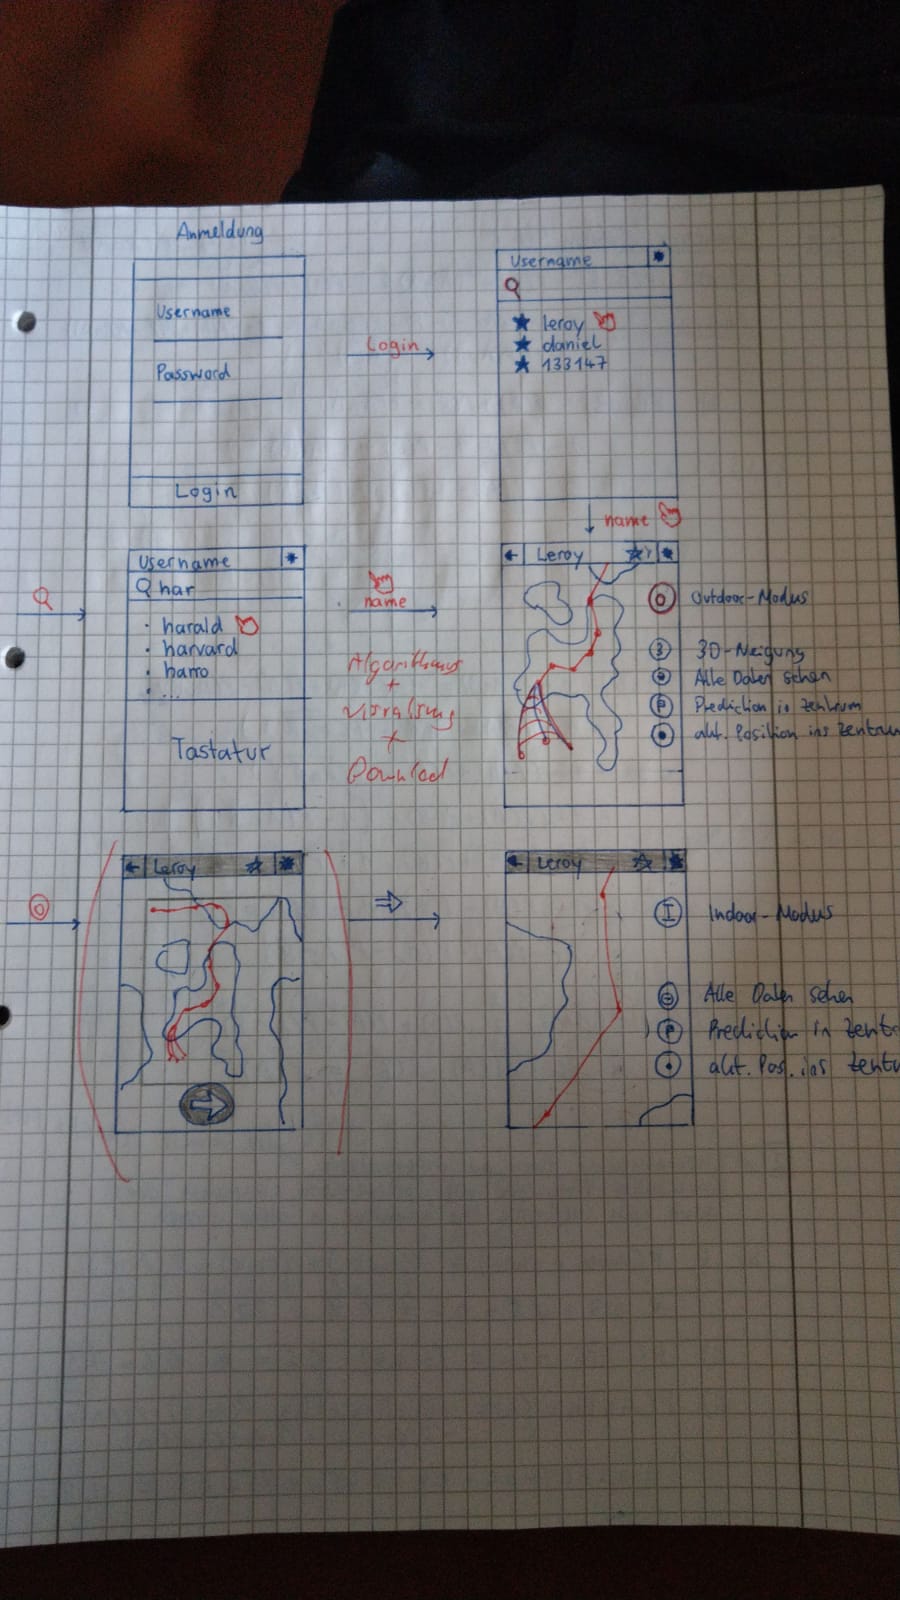 Anmeldung
Username
Password
Login
Login
Username
leroy
daniel
133147
name
Username
har
harald
harvard
harro
...
Tastatur
name
Algorithmus
+
+
Download
Leroy
O Outdoor-Modus
3 3D-Neigung
Alle Daten sehen
P Prediction in Zentrum
akt. Position ins Zentrum
Leroy
Leroy
I Indoor-Modus
Alle Daten sehen
P Prediction in Zentr
akt. Pos. ins Zentru